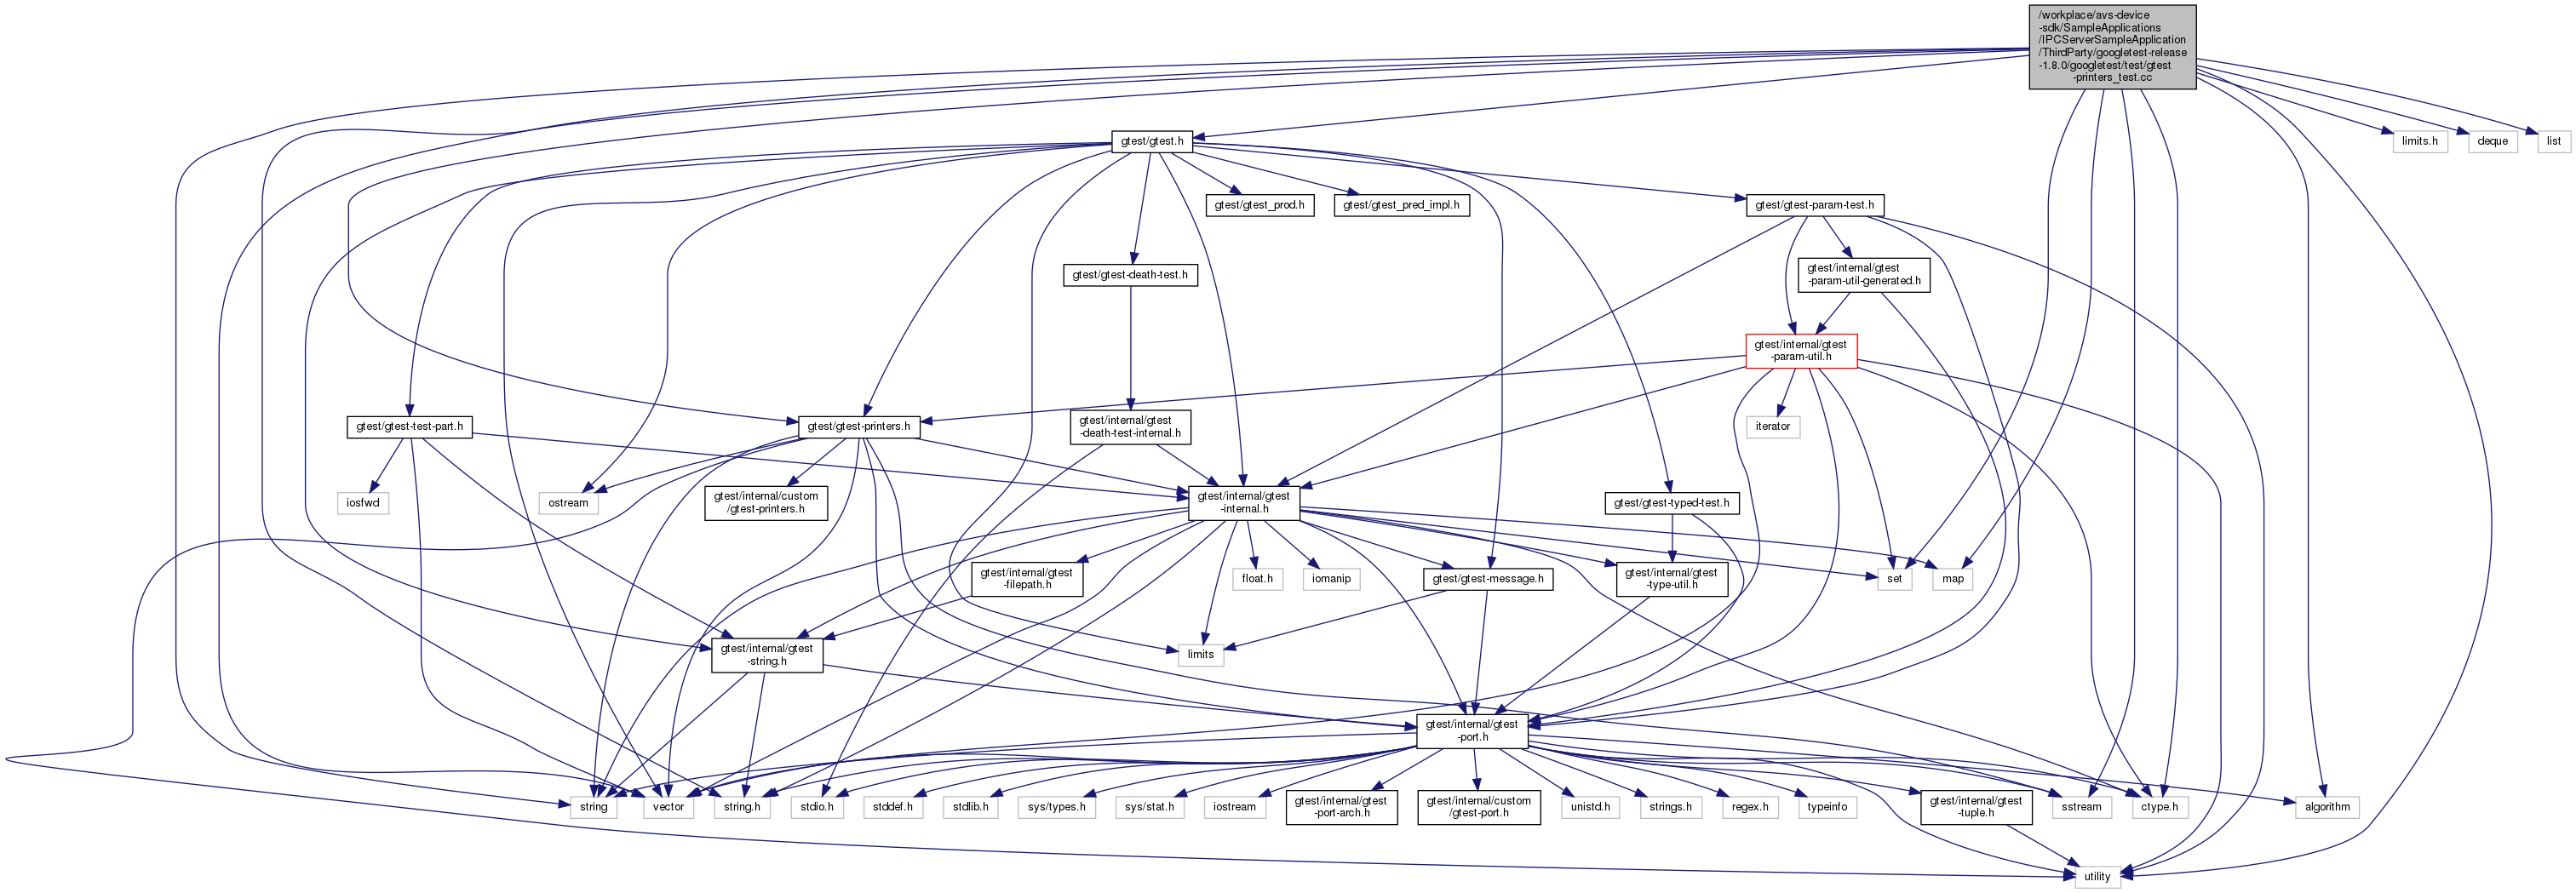 /workplace/avs-device
-sdk/SampleApplications
/IPCServerSampleApplication
/ThirdParty/googletest-release
-1.8.0/googletest/test/gtest
-printers_test.cc
gtest/gtest.h
limits.h
deque
list
gtest/gtest_prod.h
gtest/gtest_pred_impl.h
gtest/gtest-param-test.h
gtest/gtest-death-test.h
gtest/internal/gtest
-param-util-generated.h
gtest/internal/gtest
-param-util.h
gtest/gtest-test-part.h
gtest/gtest-printers.h
gtest/internal/gtest
-death-test-internal.h
iterator
iosfwd
ostream
gtest/internal/custom
/gtest-printers.h
gtest/internal/gtest
-internal.h
gtest/gtest-typed-test.h
gtest/internal/gtest
-filepath.h
float.h
iomanip
gtest/gtest-message.h
gtest/internal/gtest
-type-util.h
set
map
gtest/internal/gtest
-string.h
limits
gtest/internal/gtest
-port.h
string
vector
string.h
stdio.h
stddef.h
stdlib.h
sys/types.h
sys/stat.h
iostream
gtest/internal/gtest
-port-arch.h
gtest/internal/custom
/gtest-port.h
unistd.h
strings.h
regex.h
typeinfo
gtest/internal/gtest
-tuple.h
sstream
ctype.h
algorithm
utility